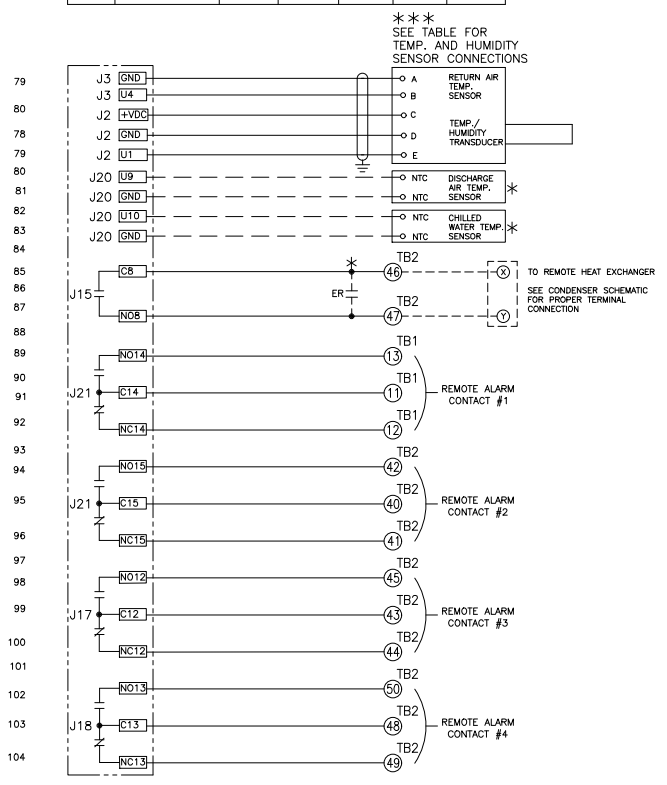 ***
SEE TABLE FOR
TEMP. AND HUMIDITY
SENSOR CONNECTIONS
79 J3 GND A RETURN AIR
TEMP.
J3 U4 B SENSOR
80 J2 +VDC C
TEMP./
78 J2 GND D HUMIDITY
TRANSDUCER
79 J2 U1 E
80 J20 U9 NTC DISCHARGE
AIR TEMP. *
81 J20 GND NTC SENSOR
82 J20 U10 NTC CHILLED
WATER TEMP. *
83 J20 GND NTC SENSOR
84
TB2
85 C8 * 46 X TO REMOTE HEAT EXCHANGER
86 J15 ER SEE CONDENSER SCHEMATIC
FOR PROPER TERMINAL
CONNECTION
TB2
87 NO8 47 Y
88
TB1
89 NO14 13
90
TB1
91 J21 C14 11 REMOTE ALARM
CONTACT #1
TB1
92 NC14 12
93
TB2
94 NO15 42
TB2
95 J21 C15 40 REMOTE ALARM
CONTACT #2
TB2
96 NC15 41
97
TB2
98 NO12 45
TB2
99 J17 C12 43 REMOTE ALARM
CONTACT #3
TB2
100 NC12 44
101
TB2
102 NO13 50
TB2
103 J18 C13 48 REMOTE ALARM
CONTACT #4
TB2
104 NC13 49